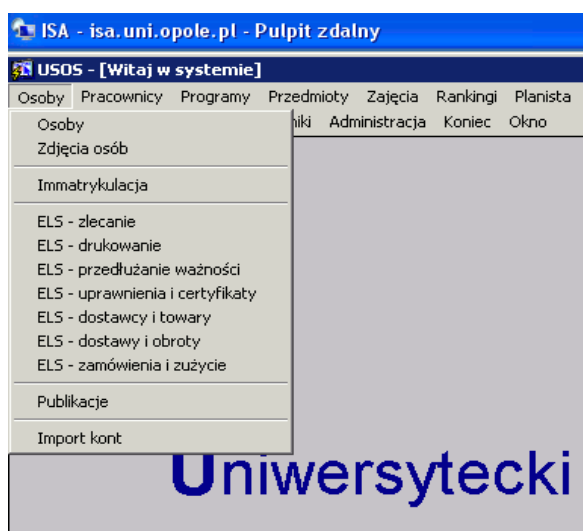 ISA - isa.uni.opole.pl - Pulpit zdalny
USOS - [Witaj w systemie]
Osoby Pracownicy Programy Przedmioty Zajęcia Rankingi Planista
Administracja Koniec Okno
Osoby
Zdjęcia osób
Immatrykulacja
ELS - zlecanie
ELS - drukowanie
ELS - przedłużanie ważności
ELS - uprawnienia i certyfikaty
ELS - dostawcy i towary
ELS - dostawy i obroty
ELS - zamówienia i zużycie
Publikacje
Import kont
Uniwersytecki